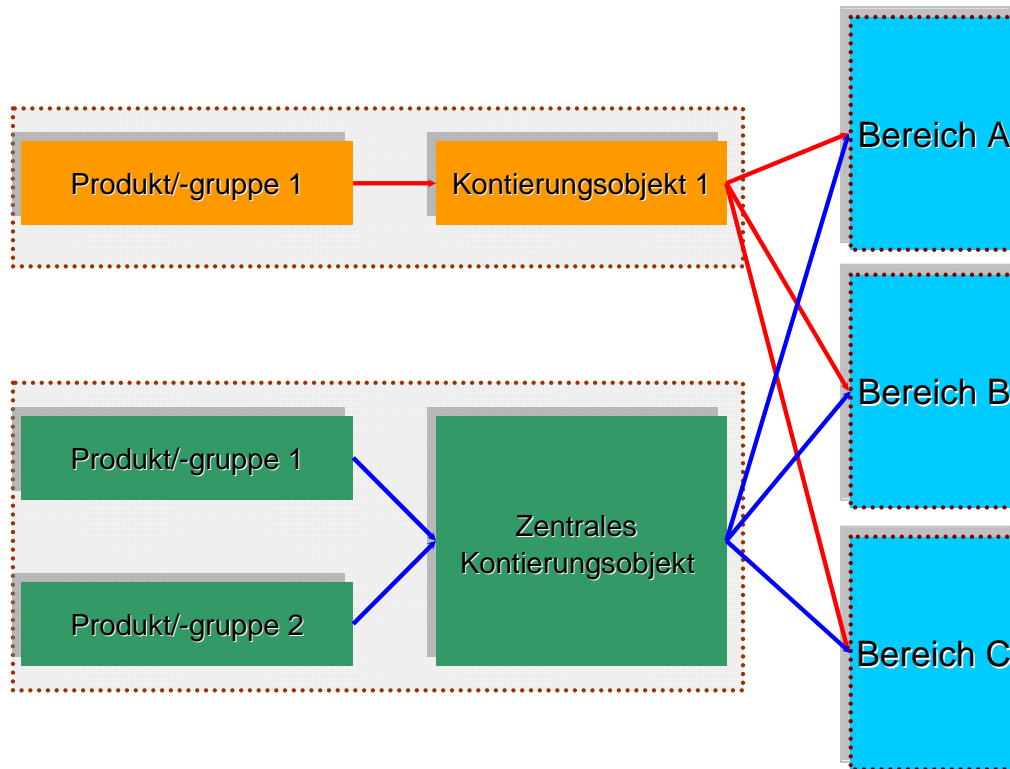 Bereich A
Produkt/-gruppe 1
Kontierungsobjekt 1
Bereich B
Produkt/-gruppe 1
Zentrales
Kontierungsobjekt
Produkt/-gruppe 2
Bereich C